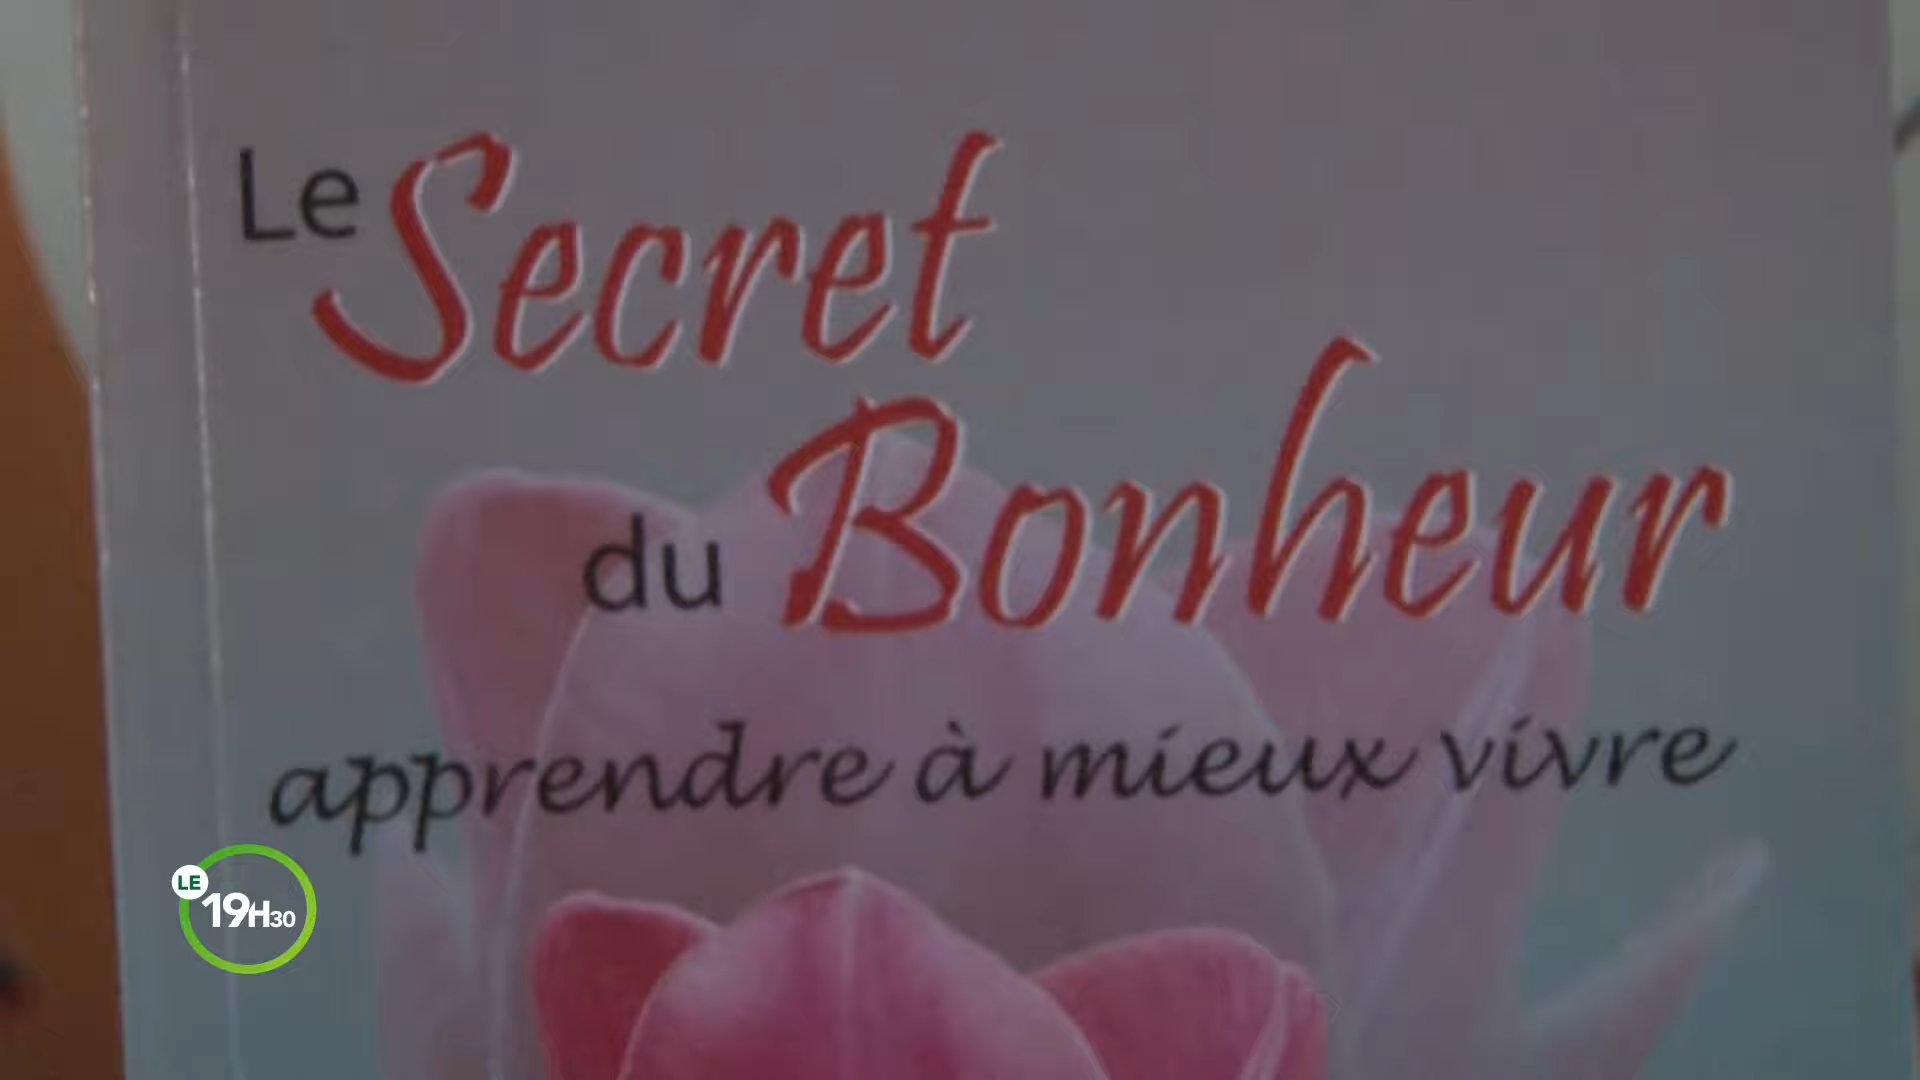 Le Secret
du Bonheur
apprendre à mieux vivre
LE
19H30